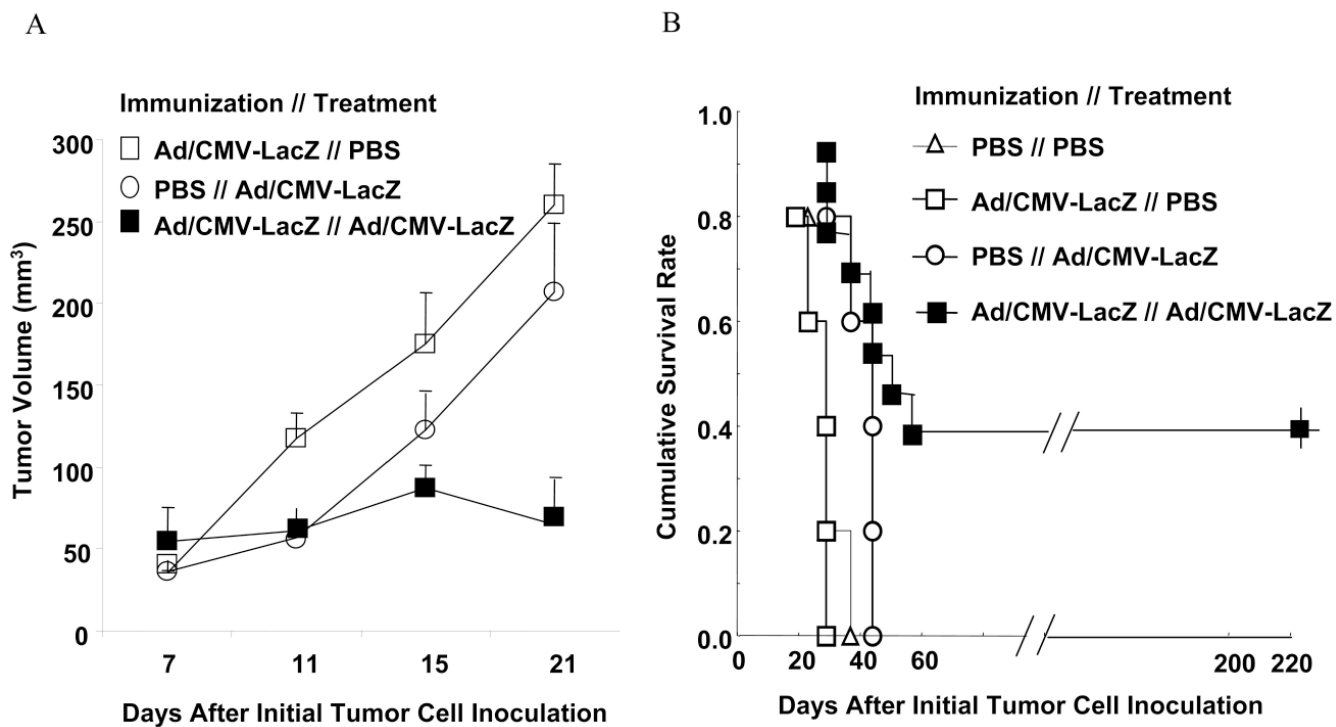 A
Immunization // Treatment
Ad/CMV-LacZ // PBS
PBS // Ad/CMV-LacZ
Ad/CMV-LacZ // Ad/CMV-LacZ
300
250
200
150
100
50
0
Tumor Volume (mm³)
7 11 15 21
Days After Initial Tumor Cell Inoculation
B
Immunization // Treatment
PBS // PBS
Ad/CMV-LacZ // PBS
PBS // Ad/CMV-LacZ
Ad/CMV-LacZ // Ad/CMV-LacZ
1.0
0.8
0.6
0.4
0.2
0.0
Cumulative Survival Rate
0 20 40 60 200 220
Days After Initial Tumor Cell Inoculation